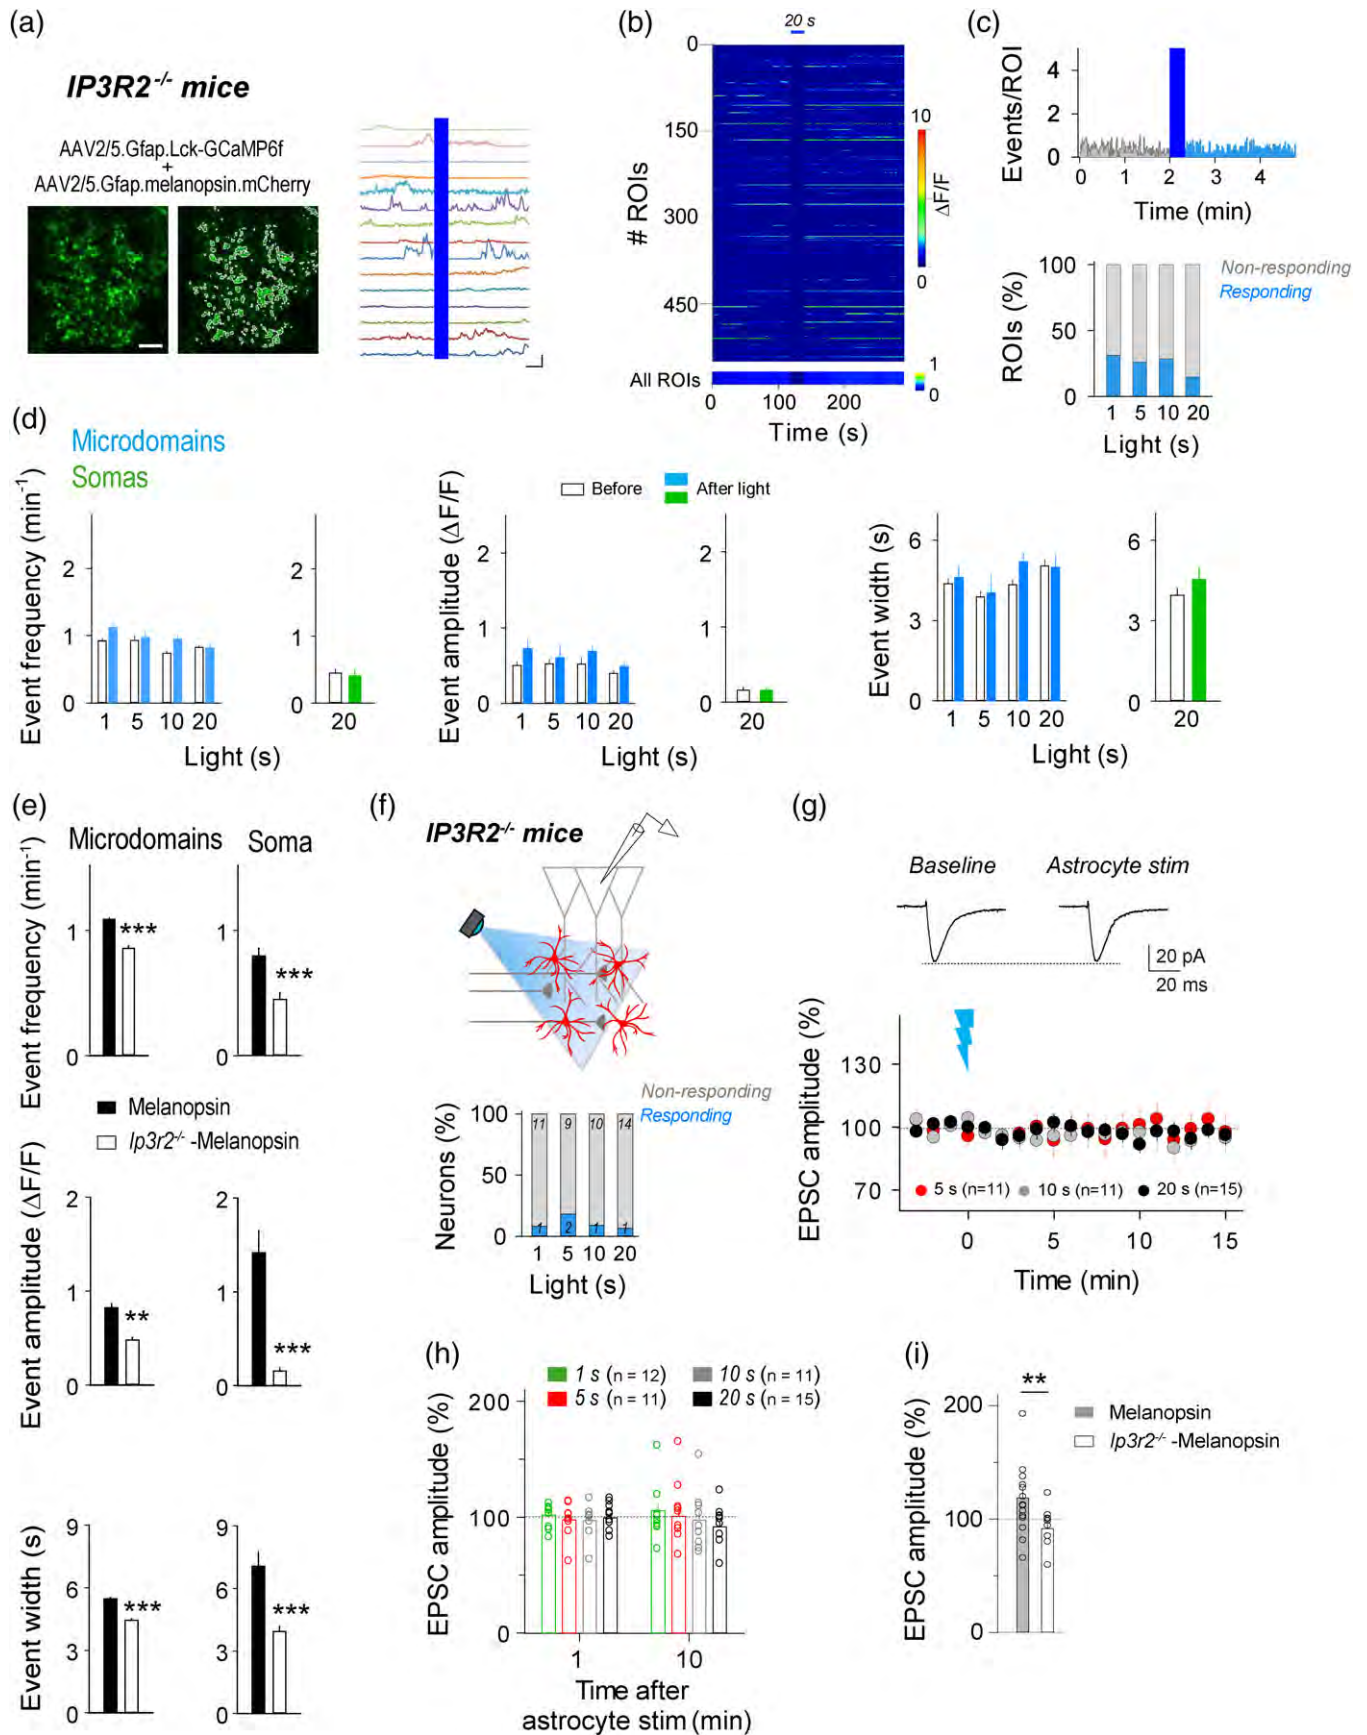 (a)
IP3R2-/- mice
AAV2/5.Gfap.Lck-GCaMP6f
+
AAV2/5.Gfap.melanopsin.mCherry
(b)
20 s
0
150
300
450
# ROIs
10
0
ΔF/F
All ROIs
1
0
0 100 200
Time (s)
(c)
Events/ROI
4
2
0
0 1 2 3 4
Time (min)
ROIs (%)
100
50
0
Non-responding
Responding
1 5 10 20
Light (s)
(d)
Microdomains
Somas
Event frequency (min-1)
2
1
0
1 5 10 20
Light (s)
2
1
0
20
Event amplitude (ΔF/F)
Before
After light
2
1
0
1 5 10 20
Light (s)
2
1
0
20
Event width (s)
6
3
0
1 5 10 20
Light (s)
6
3
0
20
(e)
Microdomains
Soma
Event frequency (min-1)
1
0
***
1
0
***
Melanopsin
Ip3r2-/- -Melanopsin
Event amplitude (ΔF/F)
2
1
0
**
2
1
0
***
Event width (s)
9
6
3
0
***
9
6
3
0
***
(f)
IP3R2-/- mice
Non-responding
Responding
Neurons (%)
100
50
0
11 9 10 14
1 2 1 1
1 5 10 20
Light (s)
(g)
Baseline
Astrocyte stim
20 pA
20 ms
EPSC amplitude (%)
130
100
70
5 s (n=11) 10 s (n=11) 20 s (n=15)
0 5 10 15
Time (min)
(h)
1 s (n = 12) 10 s (n = 11)
5 s (n = 11) 20 s (n = 15)
EPSC amplitude (%)
200
100
0
1 10
Time after
astrocyte stim (min)
(i)
**
Melanopsin
Ip3r2-/- -Melanopsin
EPSC amplitude (%)
200
100
0